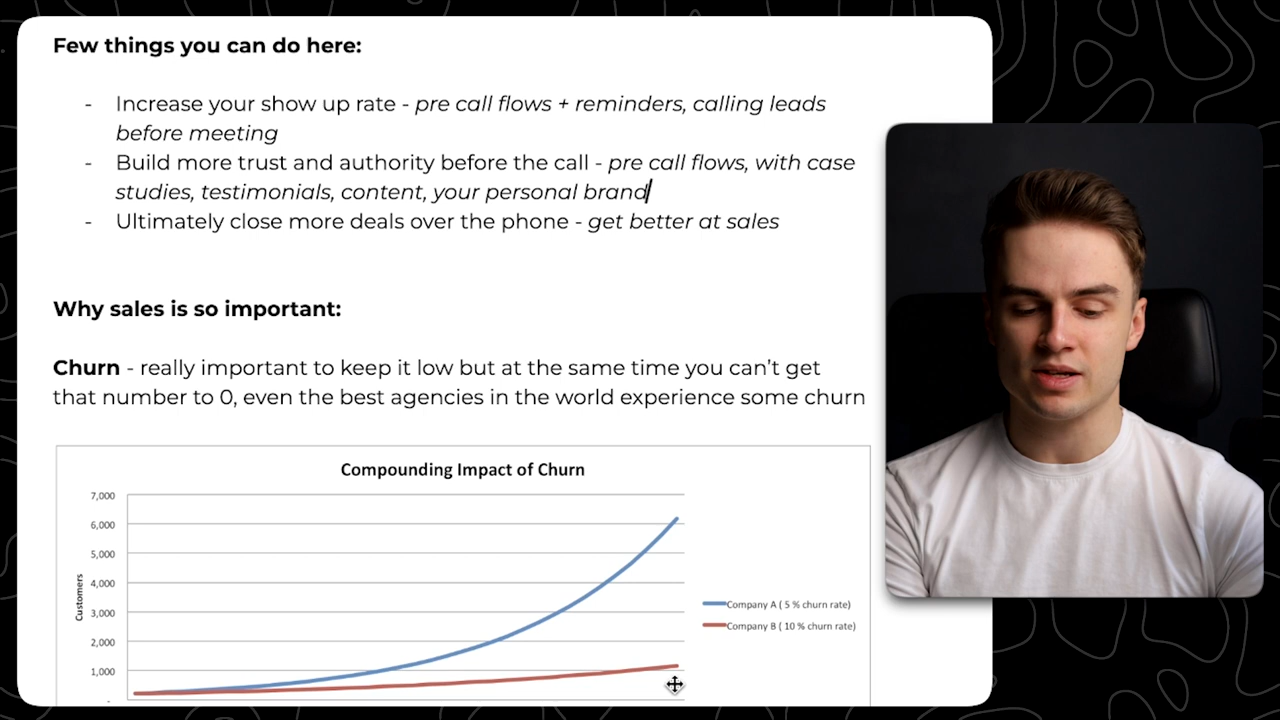 Few things you can do here:
- Increase your show up rate - pre call flows + reminders, calling leads
before meeting
- Build more trust and authority before the call - pre call flows, with case
studies, testimonials, content, your personal brand
- Ultimately close more deals over the phone - get better at sales
Why sales is so important:
Churn - really important to keep it low but at the same time you can’t get
that number to 0, even the best agencies in the world experience some churn
Compounding Impact of Churn
7,000
6,000
5,000
4,000
3,000
2,000
1,000
-
Customers
Company A ( 5 % churn rate)
Company B ( 10 % churn rate)